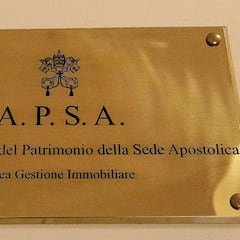 A. P. S. A.
del Patrimonio della Sede Apostolica
ea Gestione Immobiliare